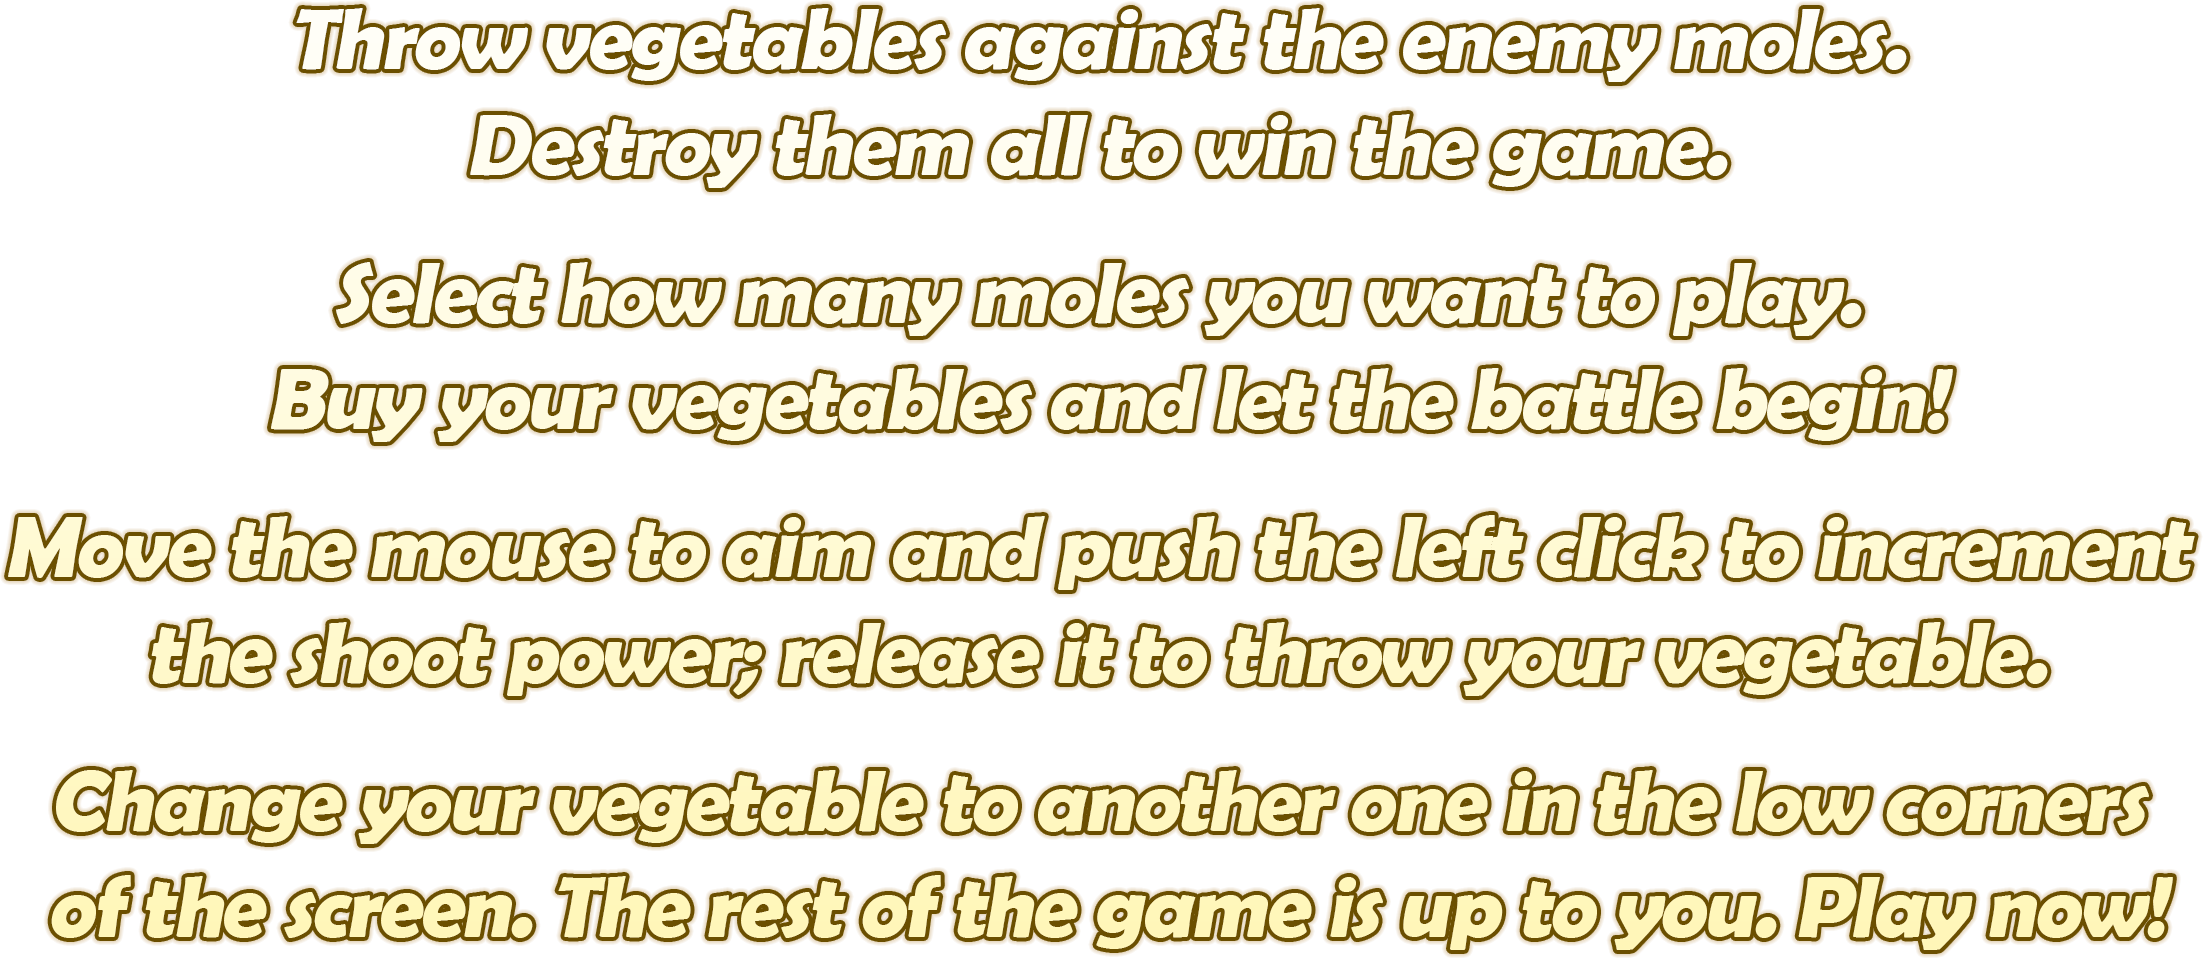 Throw vegetables against the enemy moles.
Destroy them all to win the game.
Select how many moles you want to play.
Buy your vegetables and let the battle begin!
Move the mouse to aim and push the left click to increment
the shoot power; release it to throw your vegetable.
Change your vegetable to another one in the low corners
of the screen. The rest of the game is up to you. Play now!